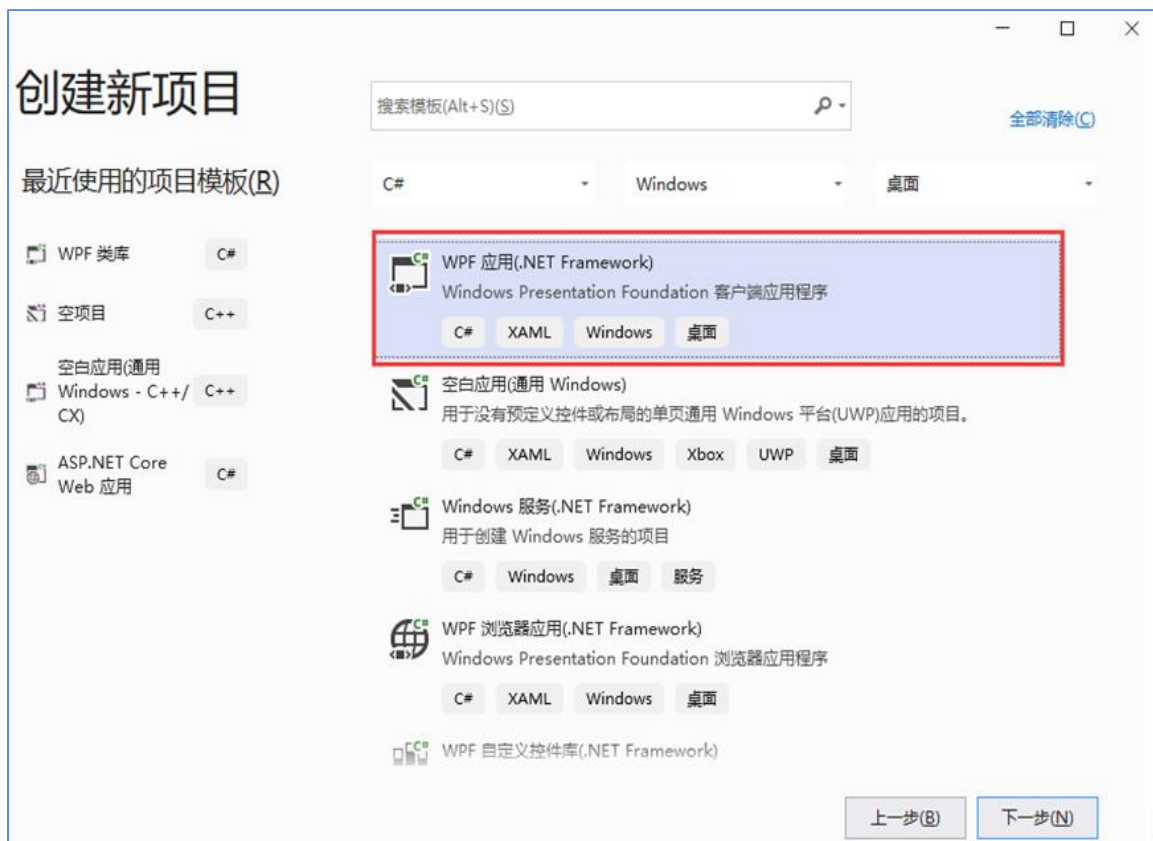 创建新项目
搜索模板(Alt+S)(S)
全部清除(C)
最近使用的项目模板(R)
C#
Windows
桌面
WPF 类库
C#
空项目
C++
空白应用(通用
Windows - C++/
CX)
C++
ASP.NET Core
Web 应用
C#
WPF 应用(.NET Framework)
Windows Presentation Foundation 客户端应用程序
C# XAML Windows 桌面
空白应用(通用 Windows)
用于没有预定义控件或布局的单页通用 Windows 平台(UWP)应用的项目。
C# XAML Windows Xbox UWP 桌面
Windows 服务(.NET Framework)
用于创建 Windows 服务的项目
C# Windows 桌面 服务
WPF 浏览器应用(.NET Framework)
Windows Presentation Foundation 浏览器应用程序
C# XAML Windows 桌面
WPF 自定义控件库(.NET Framework)
上一步(B)
下一步(N)